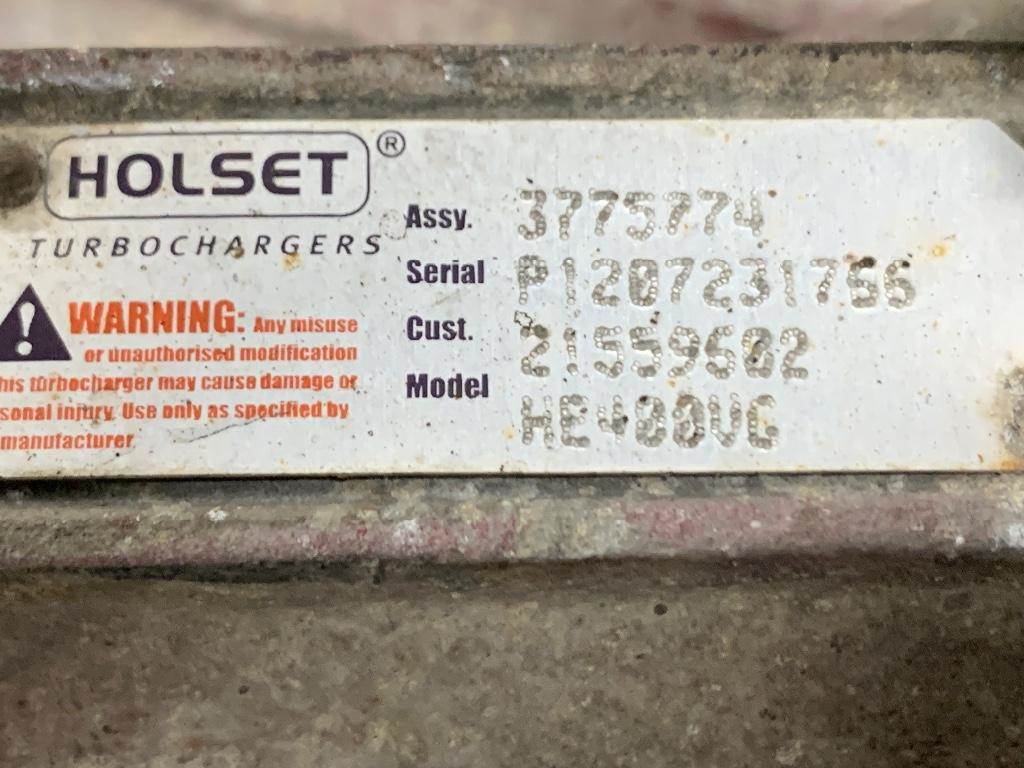 HOLSET®
TURBOCHARGERS
WARNING: Any misuse
or unauthorised modification
his turbocharger may cause damage or
sonal injury. Use only as specified by
manufacturer
Assy. 3775774
Serial P1207231756
Cust. 21559602
Model HE400VG